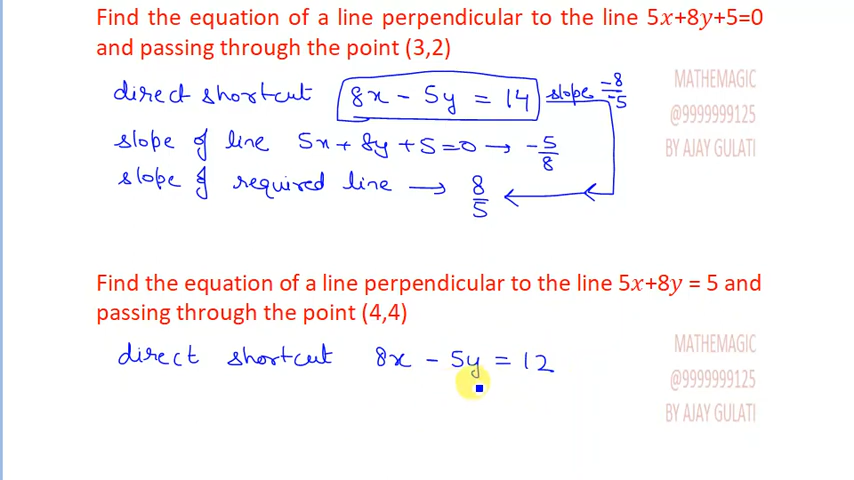 Find the equation of a line perpendicular to the line 5x+8y+5=0
and passing through the point (3,2)
direct shortcut 8x - 5y = 14 slope -8/-5
MATHEMAGIC
@9999999125
slope of line 5x + 8y + 5 = 0 → -5/8
BY AJAY GULATI
slope of required line → 8/5
Find the equation of a line perpendicular to the line 5x+8y = 5 and
passing through the point (4,4)
direct shortcut 8x - 5y = 12
MATHEMAGIC
@9999999125
BY AJAY GULATI